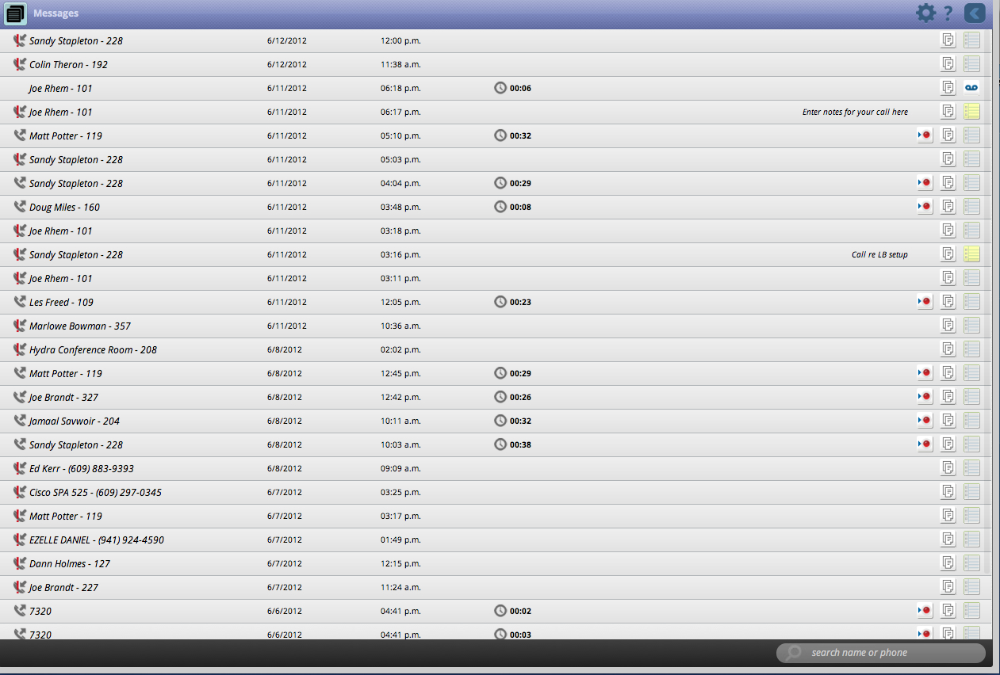 Messages ?
Sandy Stapleton - 228 6/12/2012 12:00 p.m.
Colin Theron - 192 6/12/2012 11:38 a.m.
Joe Rhem - 101 6/11/2012 06:18 p.m. 00:06
Joe Rhem - 101 6/11/2012 06:17 p.m. Enter notes for your call here
Matt Potter - 119 6/11/2012 05:10 p.m. 00:32
Sandy Stapleton - 228 6/11/2012 05:03 p.m.
Sandy Stapleton - 228 6/11/2012 04:04 p.m. 00:29
Doug Miles - 160 6/11/2012 03:48 p.m. 00:08
Joe Rhem - 101 6/11/2012 03:18 p.m.
Sandy Stapleton - 228 6/11/2012 03:16 p.m. Call re LB setup
Joe Rhem - 101 6/11/2012 03:11 p.m.
Les Freed - 109 6/11/2012 12:05 p.m. 00:23
Marlowe Bowman - 357 6/11/2012 10:36 a.m.
Hydra Conference Room - 208 6/8/2012 02:02 p.m.
Matt Potter - 119 6/8/2012 12:45 p.m. 00:29
Joe Brandt - 327 6/8/2012 12:42 p.m. 00:26
Jamaal Savwoir - 204 6/8/2012 10:11 a.m. 00:32
Sandy Stapleton - 228 6/8/2012 10:03 a.m. 00:38
Ed Kerr - (609) 883-9393 6/8/2012 09:09 a.m.
Cisco SPA 525 - (609) 297-0345 6/7/2012 03:25 p.m.
Matt Potter - 119 6/7/2012 03:17 p.m.
EZELLE DANIEL - (941) 924-4590 6/7/2012 01:49 p.m.
Dann Holmes - 127 6/7/2012 12:15 p.m.
Joe Brandt - 227 6/7/2012 11:24 a.m.
7320 6/6/2012 04:41 p.m. 00:02
7320 6/6/2012 04:41 p.m. 00:03
search name or phone